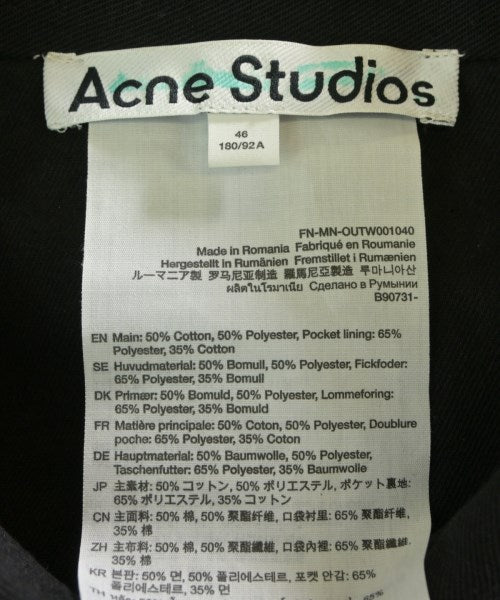 Acne Studios
46
180/92A
FN-MN-OUTW001040
Made in Romania Fabriqué en Roumanie
Hergestellt in Rumänien Fremstillet i Rumænien
ルーマニア製 罗马尼亚制造 羅馬尼亞製造 루마니아산
ผลิตในโรมาเนีย Сделано в Румынии
B90731-
EN Main: 50% Cotton, 50% Polyester, Pocket lining: 65%
Polyester, 35% Cotton
SE Huvudmaterial: 50% Bomull, 50% Polyester, Fickfoder:
65% Polyester, 35% Bomull
DK Primær: 50% Bomuld, 50% Polyester, Lommeforing:
65% Polyester, 35% Bomuld
FR Matière principale: 50% Coton, 50% Polyester, Doublure
poche: 65% Polyester, 35% Coton
DE Hauptmaterial: 50% Baumwolle, 50% Polyester,
Taschenfutter: 65% Polyester, 35% Baumwolle
JP 主素材: 50% コットン, 50% ポリエステル, ポケット裏地:
65% ポリエステル, 35% コットン
CN 主面料: 50% 棉, 50% 聚酯纤维, 口袋衬里: 65% 聚酯纤维,
35% 棉
ZH 主布料: 50% 棉, 50% 聚酯纖維, 口袋內裡: 65% 聚酯纖維,
35% 棉
KR 본판: 50% 면, 50% 폴리에스테르, 포켓 안감: 65%
폴리에스테르, 35% 면
TH